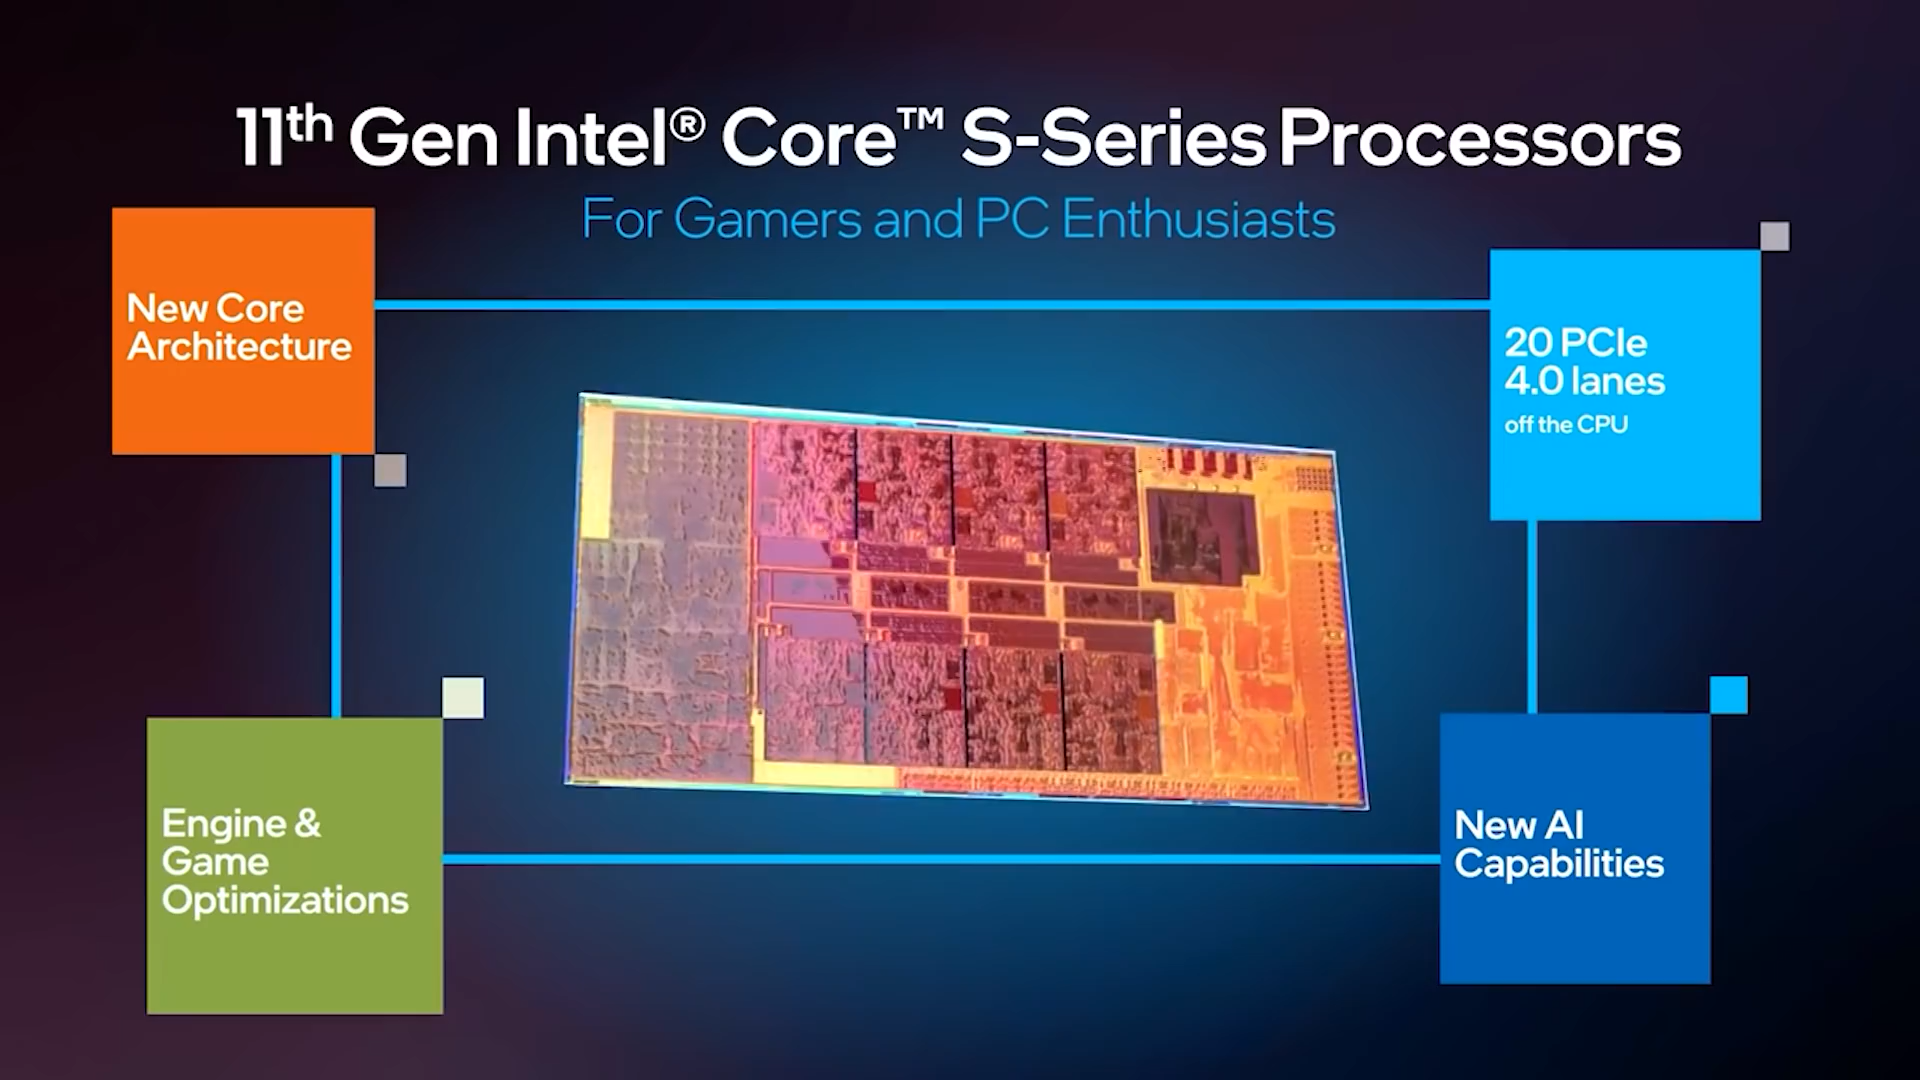 11th Gen Intel® Core™ S-Series Processors
For Gamers and PC Enthusiasts
New Core
Architecture
20 PCIe
4.0 lanes
off the CPU
Engine &
Game
Optimizations
New AI
Capabilities